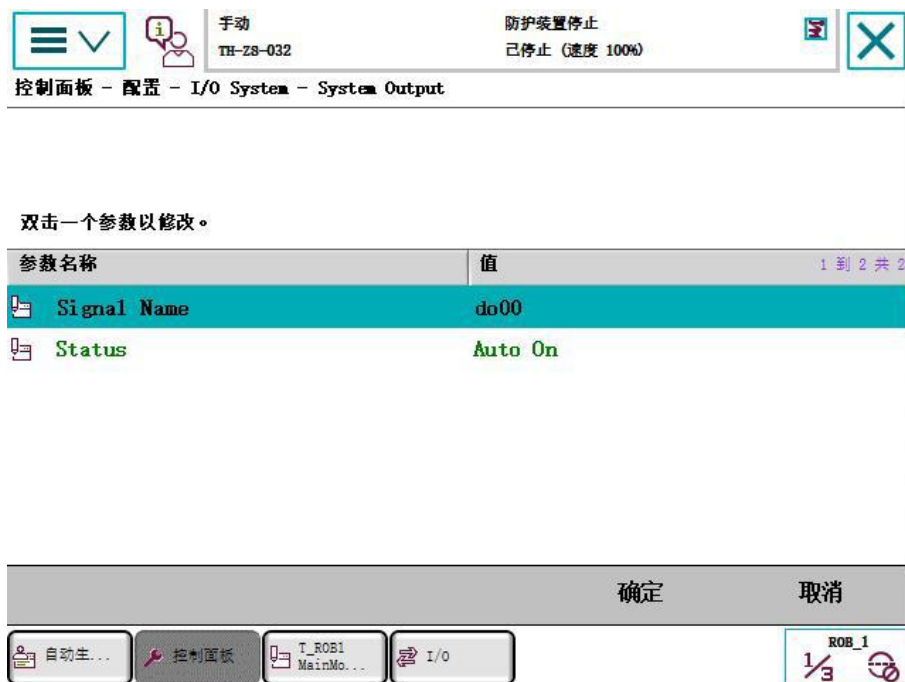 手动
TH-ZS-032
防护装置停止
已停止 (速度 100%)
控制面板 - 配置 - I/O System - System Output
双击一个参数以修改。
参数名称 值 1 到 2 共 2
Signal Name do00
Status Auto On
确定 取消
自动生... 控制面板 T_ROB1 MainMo... I/O
ROB_1
1/3